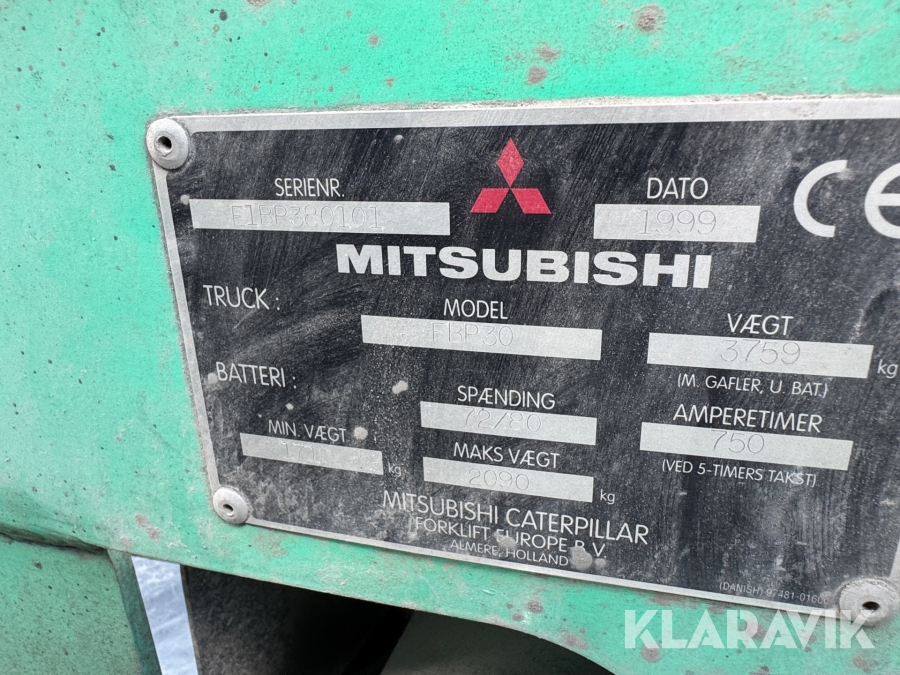 SERIENR.
DATO
CE
1999
MITSUBISHI
TRUCK :
MODEL
FBP30
VÆGT
3759 kg
(M. GAFLER, U. BAT.)
BATTERI :
SPÆNDING
72/80
AMPERETIMER
750
(VED 5-TIMERS TAKST)
MIN. VÆGT
kg
MAKS VÆGT
2090 kg
MITSUBISHI CATERPILLAR
FORKLIFT EUROPE B.V.
ALMERE, HOLLAND
(DANISH)
KLARAVIK